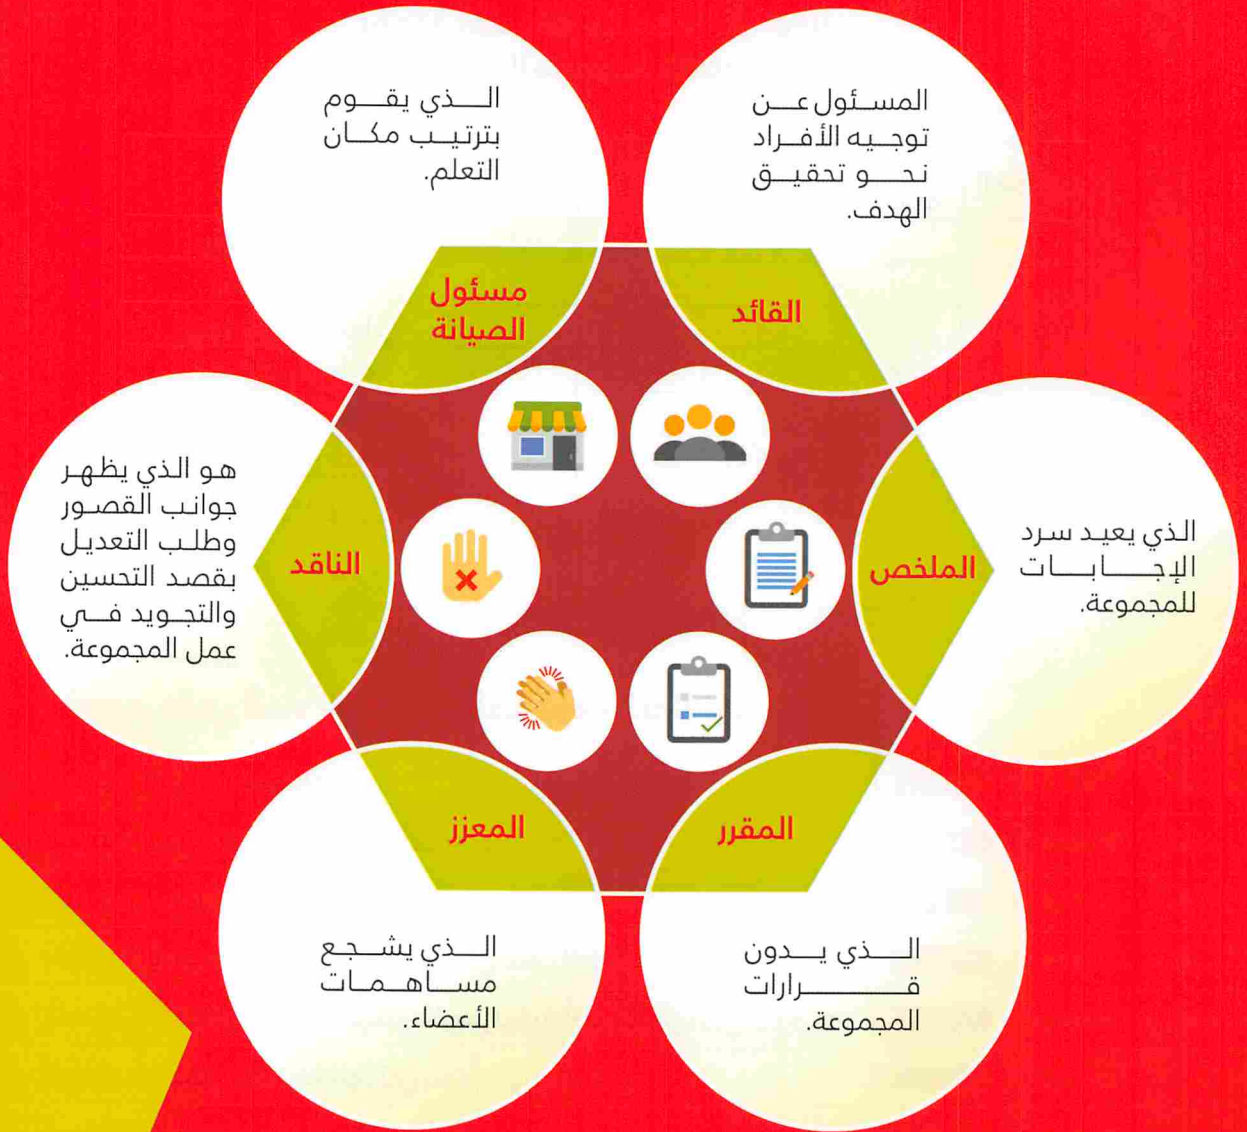 المسئول عن
توجيه الأفراد
نحو تحقيق
الهدف.
القائد
الذي يقوم
بترتيب مكان
التعلم.
مسئول
الصيانة
الذي يعيد سرد
الإجابات
للمجموعة.
الملخص
هو الذي يظهر
جوانب القصور
وطلب التعديل
بقصد التحسين
والتجويد في
عمل المجموعة.
الناقد
المقرر
الذي يدون
قرارات
المجموعة.
المعزز
الذي يشجع
مساهمات
الأعضاء.